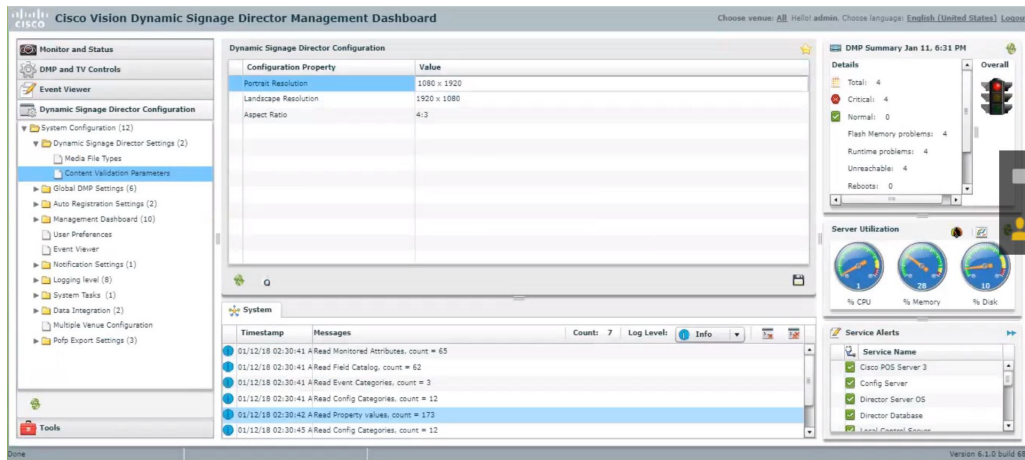 cisco Cisco Vision Dynamic Signage Director Management Dashboard
Choose venue: All Hello! admin. Choose language: English (United States) Logout
Monitor and Status
DMP and TV Controls
Event Viewer
Dynamic Signage Director Configuration
System Configuration (12)
Dynamic Signage Director Settings (2)
Media File Types
Content Validation Parameters
Global DMP Settings (6)
Auto Registration Settings (2)
Management Dashboard (10)
User Preferences
Event Viewer
Notification Settings (1)
Logging level (8)
System Tasks (1)
Data Integration (2)
Multiple Venue Configuration
Pofp Export Settings (3)
Tools
Dynamic Signage Director Configuration
Configuration Property Value
Portrait Resolution 1080 x 1920
Landscape Resolution 1920 x 1080
Aspect Ratio 4:3
System
Timestamp Messages Count: 7 Log Level: Info
01/12/18 02:30:41 A Read Monitored Attributes, count = 65
01/12/18 02:30:41 A Read Field Catalog, count = 62
01/12/18 02:30:41 A Read Event Categories, count = 3
01/12/18 02:30:41 A Read Config Categories, count = 12
01/12/18 02:30:42 A Read Property values, count = 173
01/12/18 02:30:45 A Read Config Categories, count = 12
DMP Summary Jan 11, 6:31 PM
Details Overall
Total: 4
Critical: 4
Normal: 0
Flash Memory problems: 4
Runtime problems: 4
Unreachable: 4
Reboots: 0
Server Utilization
1 28 10
% CPU % Memory % Disk
Service Alerts
Service Name
Cisco POS Server 3
Config Server
Director Server OS
Director Database
Local Control Server
Done
Version 6.1.0 build 68